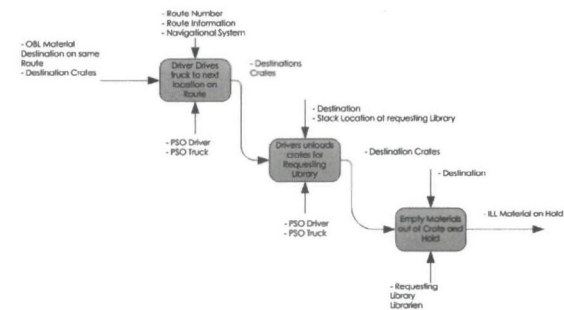 - Route Number
- Route Information
- Navigational System
- OBL Material
Destination on same
Route
- Destination Crates
Driver Drives
truck to next
location on
Route
- Destinations
Crates
- PSO Driver
- PSO Truck
- Destination
- Stack Location of requesting Library
Drivers unloads
crates for
Requesting
Library
- Destination Crates
- Destination
- PSO Driver
- PSO Truck
Empty Materials
out of Crate and
Hold
- ILL Material on Hold
- Requesting
Library
Librarien